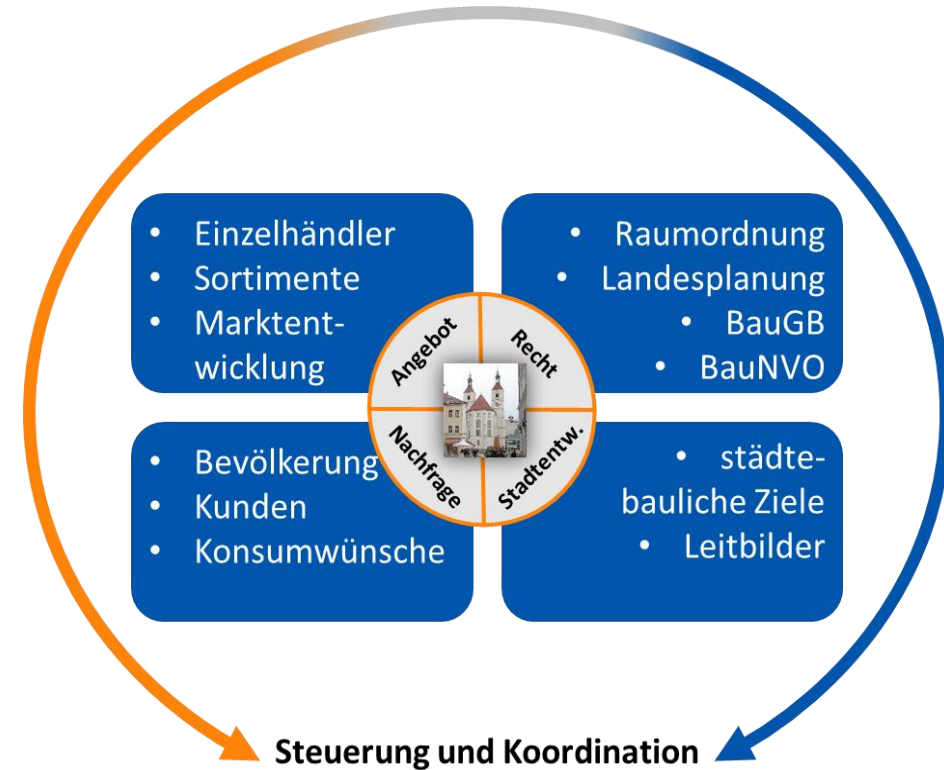 • Einzelhändler
• Sortimente
• Marktent-
wicklung
• Raumordnung
• Landesplanung
• BauGB
• BauNVO
Angebot
Recht
Nachfrage
Stadtentw.
• Bevölkerung
• Kunden
• Konsumwünsche
• städte-
bauliche Ziele
• Leitbilder
Steuerung und Koordination